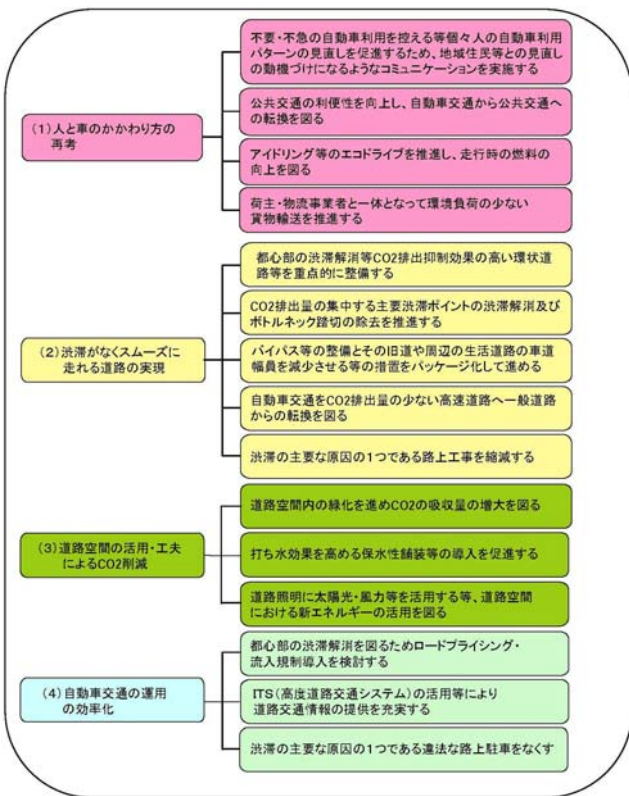 (1)人と車のかかわり方の
再考
不要・不急の自動車利用を控える等個々人の自動車利用
パターンの見直しを促進するため、地域住民等との見直し
の動機づけになるようなコミュニケーションを実施する
公共交通の利便性を向上し、自動車交通から公共交通へ
の転換を図る
アイドリング等のエコドライブを推進し、走行時の燃料の
向上を図る
荷主・物流事業者と一体となって環境負荷の少ない
貨物輸送を推進する
(2)渋滞がなくスムーズに
走れる道路の実現
都心部の渋滞解消等CO2排出抑制効果の高い環状道
路等を重点的に整備する
CO2排出量の集中する主要渋滞ポイントの渋滞解消及び
ボトルネック踏切の除去を推進する
バイパス等の整備とその旧道や周辺の生活道路の車道
幅員を減少させる等の措置をパッケージ化して進める
自動車交通をCO2排出量の少ない高速道路へ一般道路
からの転換を図る
渋滞の主要な原因の1つである路上工事を縮減する
(3)道路空間の活用・工夫
によるCO2削減
道路空間内の緑化を進めCO2の吸収量の増大を図る
打ち水効果を高める保水性舗装等の導入を促進する
道路照明に太陽光・風力等を活用する等、道路空間
における新エネルギーの活用を図る
(4)自動車交通の運用
の効率化
都心部の渋滞解消を図るためロードプライシング・
流入規制導入を検討する
ITS(高度道路交通システム)の活用等により
道路交通情報の提供を充実する
渋滞の主要な原因の1つである違法な路上駐車をなくす